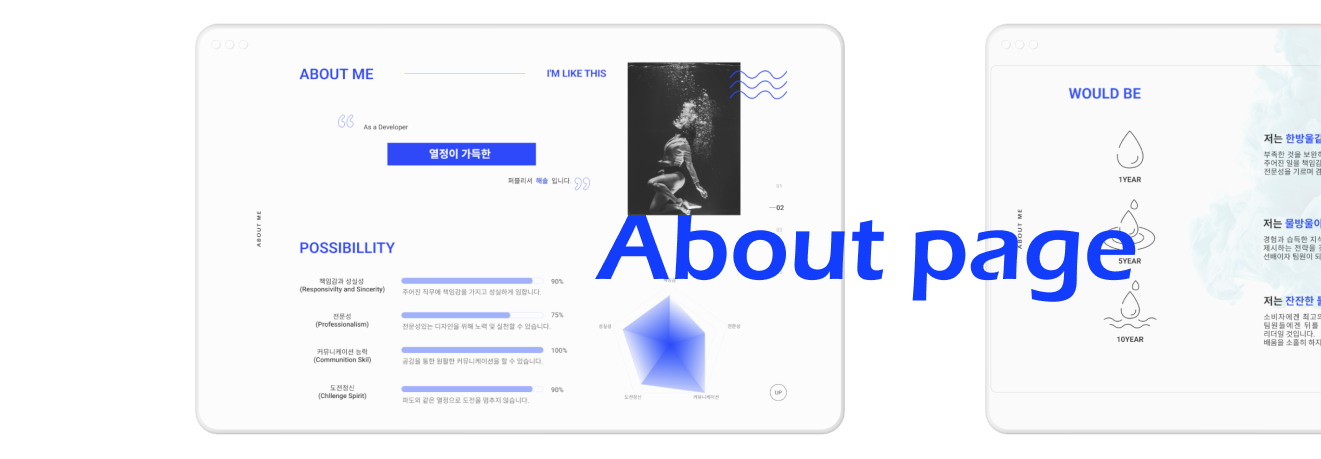 ABOUT ME
I'M LIKE THIS
As a Developer
열정이 가득한
퍼블리셔 해솔 입니다.
01
02
ABOUT ME
POSSIBILLITY
책임감과 성실성
(Responsivilty and Sincerity)
90%
주어진 직무에 책임감을 가지고 성실하게 임합니다.
전문성
(Professionalism)
75%
전문성있는 디자인을 위해 노력 및 실천할 수 있습니다.
커뮤니케이션 능력
(Communition Skil)
100%
공감을 통한 원활한 커뮤니케이션을 할 수 있습니다.
도전정신
(Chllenge Spirit)
90%
파도와 같은 열정으로 도전을 멈추지 않습니다.
성실성
전문성
도전정신
커뮤니케이션
UP
About page
WOULD BE
ABOUT ME
1YEAR
5YEAR
10YEAR
저는 한방울같
부족한 것을 보완하
주어진 일을 책임감
전문성을 기르며 겸
저는 물방울이
경험과 습득한 지식
제시하는 전략을 
선배이자 팀원이 되
저는 잔잔한 물
소비자에겐 최고의
팀원들에겐 뒤를
리더일 것입니다.
배움을 소홀히 하지